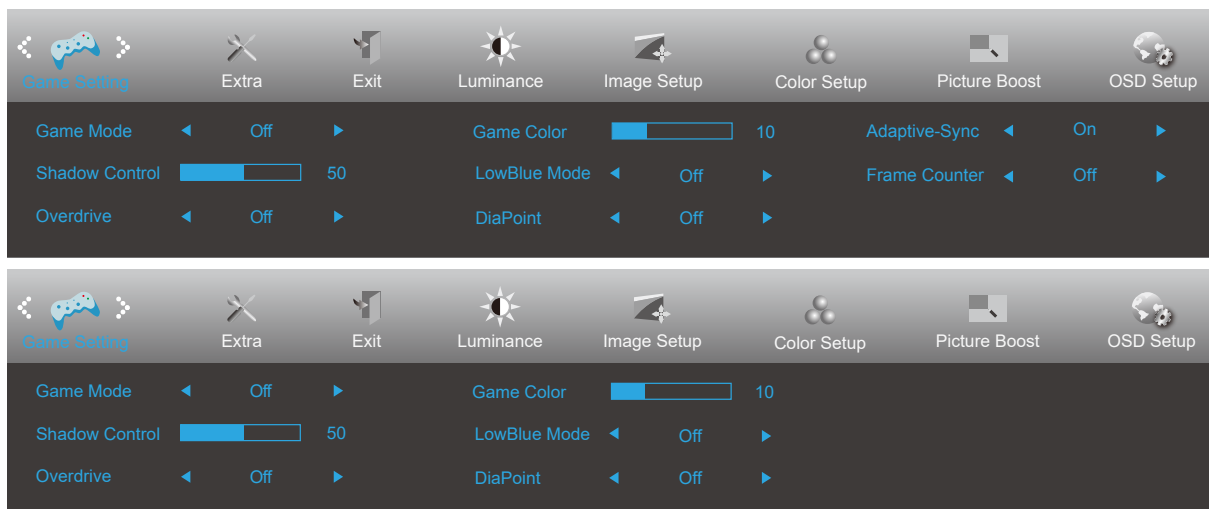 Game Setting Extra Exit Luminance Image Setup Color Setup Picture Boost OSD Setup
Game Mode Off Game Color 10 Adaptive-Sync On
Shadow Control 50 LowBlue Mode Off Frame Counter Off
Overdrive Off DiaPoint Off
Game Setting Extra Exit Luminance Image Setup Color Setup Picture Boost OSD Setup
Game Mode Off Game Color 10
Shadow Control 50 LowBlue Mode Off
Overdrive Off DiaPoint Off